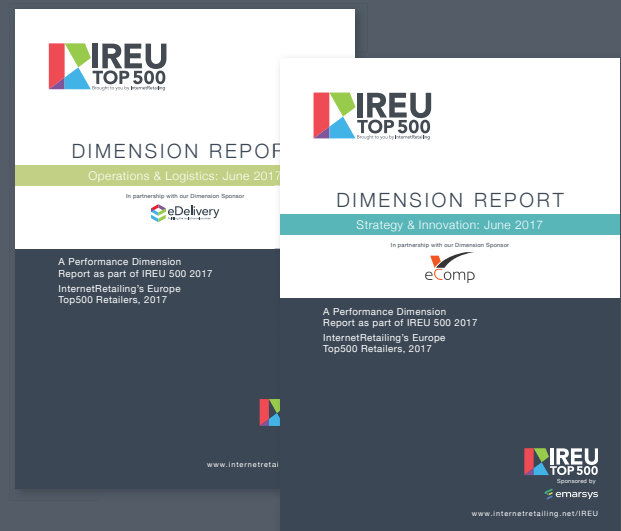 IREU
TOP 500
Brought to you by InternetRetailing
DIMENSION REPOR
Operations & Logistics: June 2017
In partnership with our Dimension Sponsor
eDelivery
A Performance Dimension
Report as part of IREU 500 2017
InternetRetailing's Europe
Top500 Retailers, 2017
www.internetretai
IREU
TOP 500
Brought to you by InternetRetailing
DIMENSION REPORT
Strategy & Innovation: June 2017
In partnership with our Dimension Sponsor
eComp
A Performance Dimension
Report as part of IREU 500 2017
InternetRetailing's Europe
Top500 Retailers, 2017
IREU
TOP 500
Sponsored by
emarsys
www.internetretailing.net/IREU